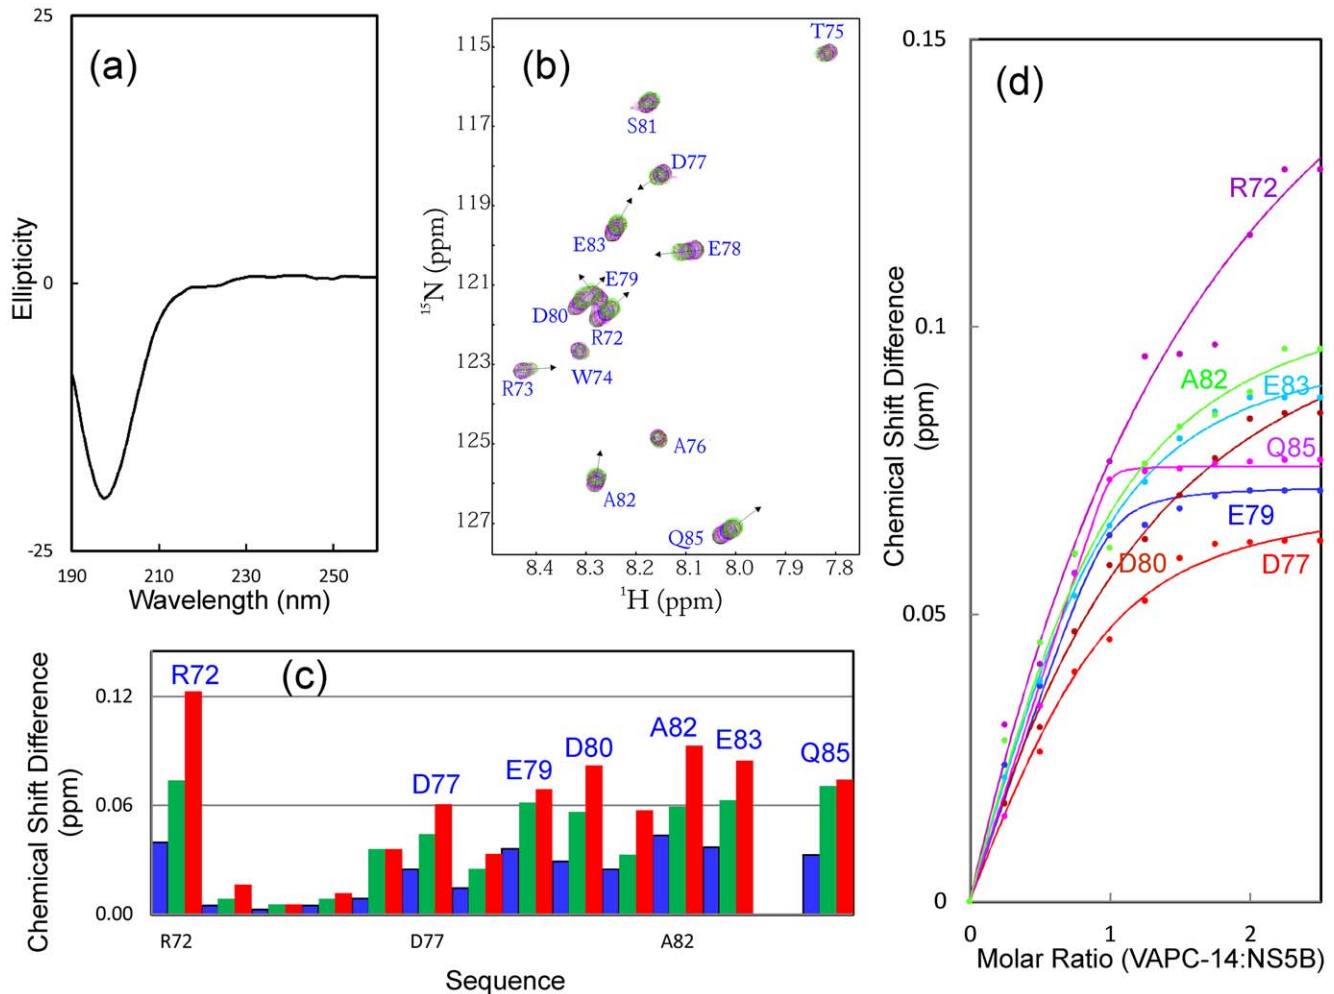 (a)
25
0
-25
Ellipticity
190 210 230 250
Wavelength (nm)
(b)
115
117
119
121
123
125
127
15N (ppm)
T75
S81
D77
E83
E78
E79
D80
R72
W74
R73
A76
A82
Q85
8.4 8.3 8.2 8.1 8.0 7.9 7.8
1H (ppm)
(c)
Chemical Shift Difference
(ppm)
0.12
0.06
0.00
R72
D77
E79
D80
A82
E83
Q85
R72 D77 A82
Sequence
(d)
0.15
0.1
0.05
0
Chemical Shift Difference
(ppm)
R72
A82
E83
Q85
E79
D80
D77
0 1 2
Molar Ratio (VAPC-14:NS5B)